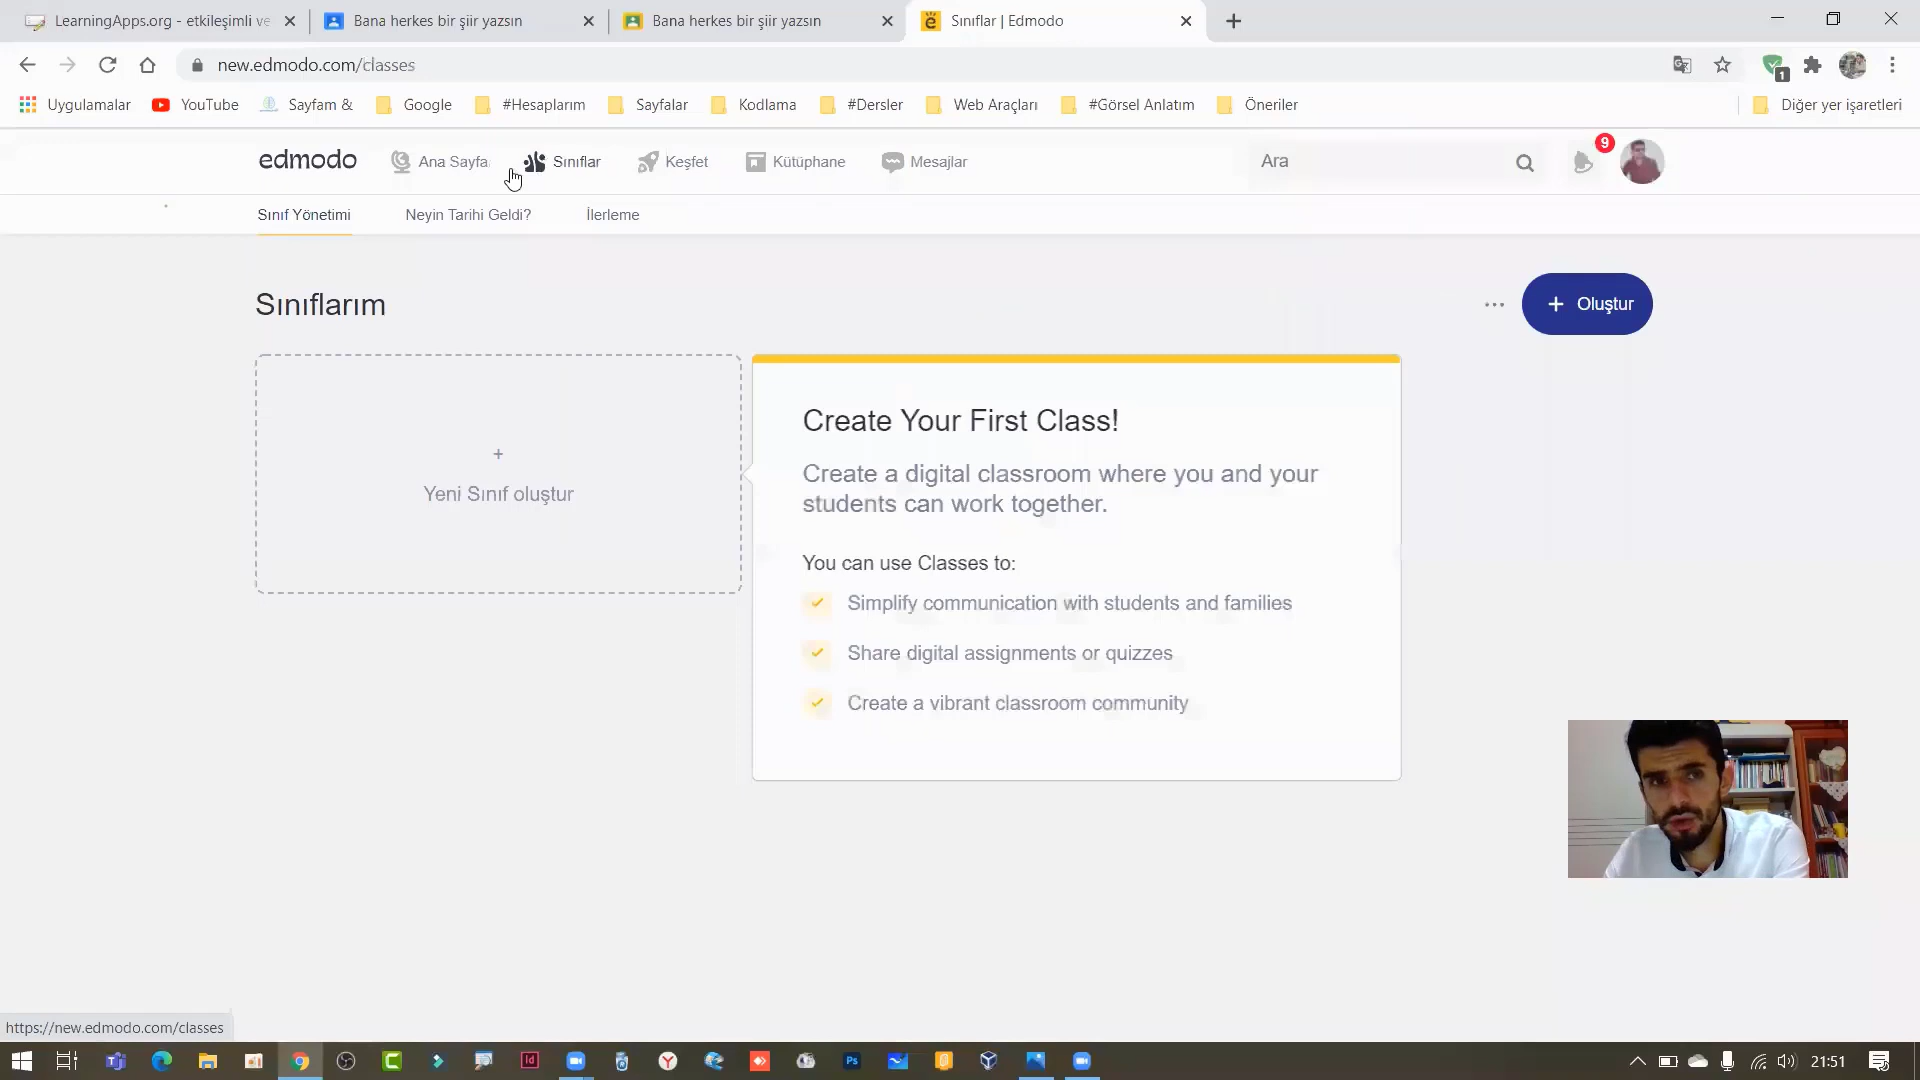 LearningApps.org - etkileşimli ve
Bana herkes bir şiir yazsın
Bana herkes bir şiir yazsın
Sınıflar | Edmodo
new.edmodo.com/classes
1
Uygulamalar
YouTube
Sayfam &
Google
#Hesaplarım
Sayfalar
Kodlama
#Dersler
Web Araçları
#Görsel Anlatım
Öneriler
Diğer yer işaretleri
edmodo
Ana Sayfa
Sınıflar
Keşfet
Kütüphane
Mesajlar
Ara
9
Sınıf Yönetimi
Neyin Tarihi Geldi?
İlerleme
Sınıflarım
... + Oluştur
+
Yeni Sınıf oluştur
Create Your First Class!
Create a digital classroom where you and your
students can work together.
You can use Classes to:
Simplify communication with students and families
Share digital assignments or quizzes
Create a vibrant classroom community
https://new.edmodo.com/classes
21:51